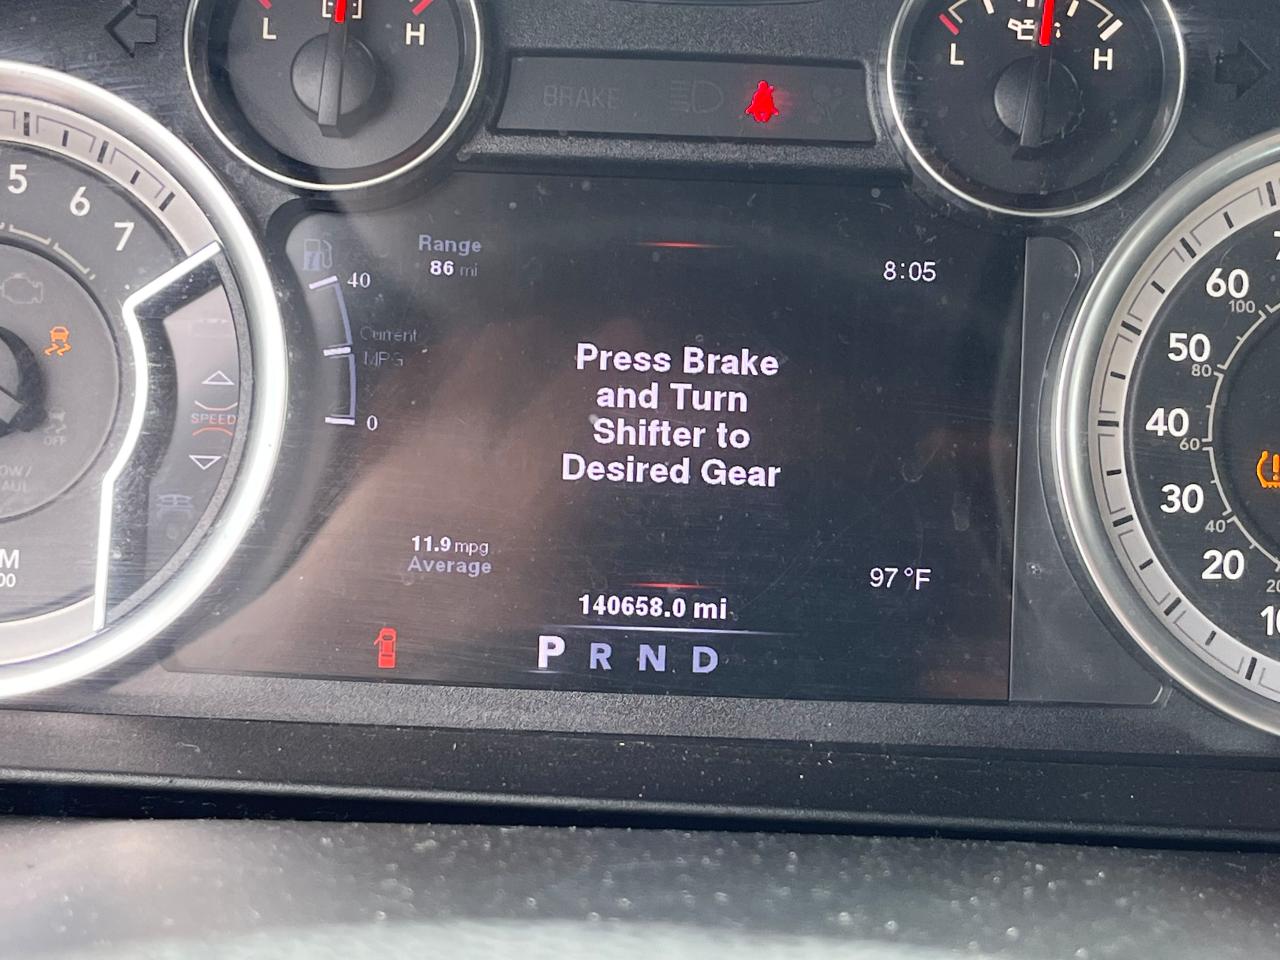 L H
BRAKE
L H
5 6 7
Range
86 mi
8:05
40
Current
MPG
0
SPEED
OFF
Press Brake
and Turn
Shifter to
Desired Gear
11.9 mpg
Average
97 °F
140658.0 mi
P R N D
60
100
50
80
40
60
30
40
20